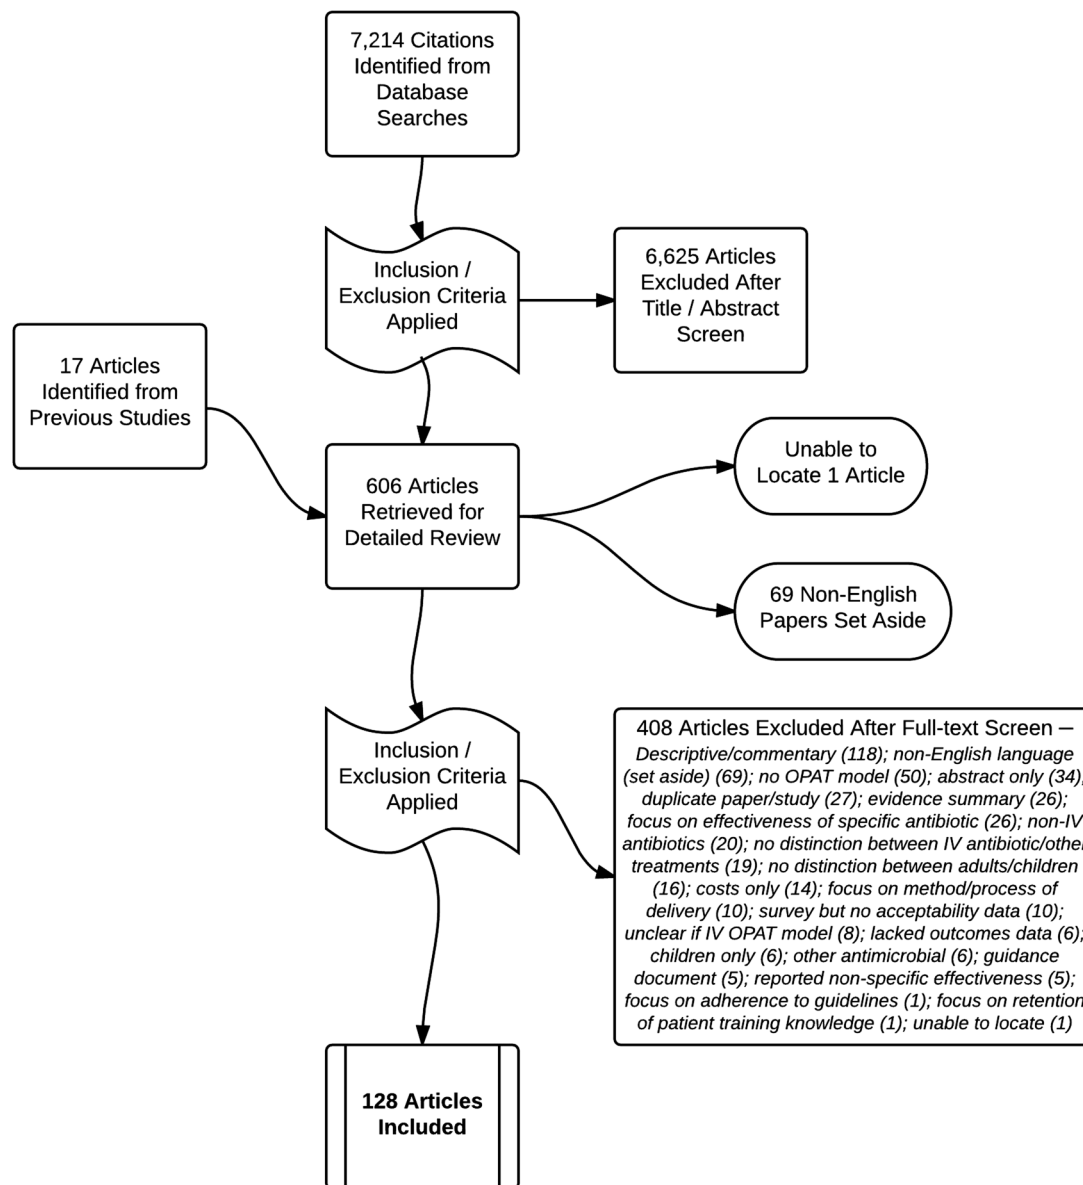 7,214 Citations
Identified from
Database
Searches
Inclusion /
Exclusion Criteria
Applied
6,625 Articles
Excluded After
Title / Abstract
Screen
17 Articles
Identified from
Previous Studies
606 Articles
Retrieved for
Detailed Review
Unable to
Locate 1 Article
69 Non-English
Papers Set Aside
Inclusion /
Exclusion Criteria
Applied
408 Articles Excluded After Full-text Screen –
Descriptive/commentary (118); non-English language
(set aside) (69); no OPAT model (50); abstract only (34);
duplicate paper/study (27); evidence summary (26);
focus on effectiveness of specific antibiotic (26); non-IV
antibiotics (20); no distinction between IV antibiotic/other
treatments (19); no distinction between adults/children
(16); costs only (14); focus on method/process of
delivery (10); survey but no acceptability data (10);
unclear if IV OPAT model (8); lacked outcomes data (6);
children only (6); other antimicrobial (6); guidance
document (5); reported non-specific effectiveness (5);
focus on adherence to guidelines (1); focus on retention
of patient training knowledge (1); unable to locate (1)
128 Articles
Included